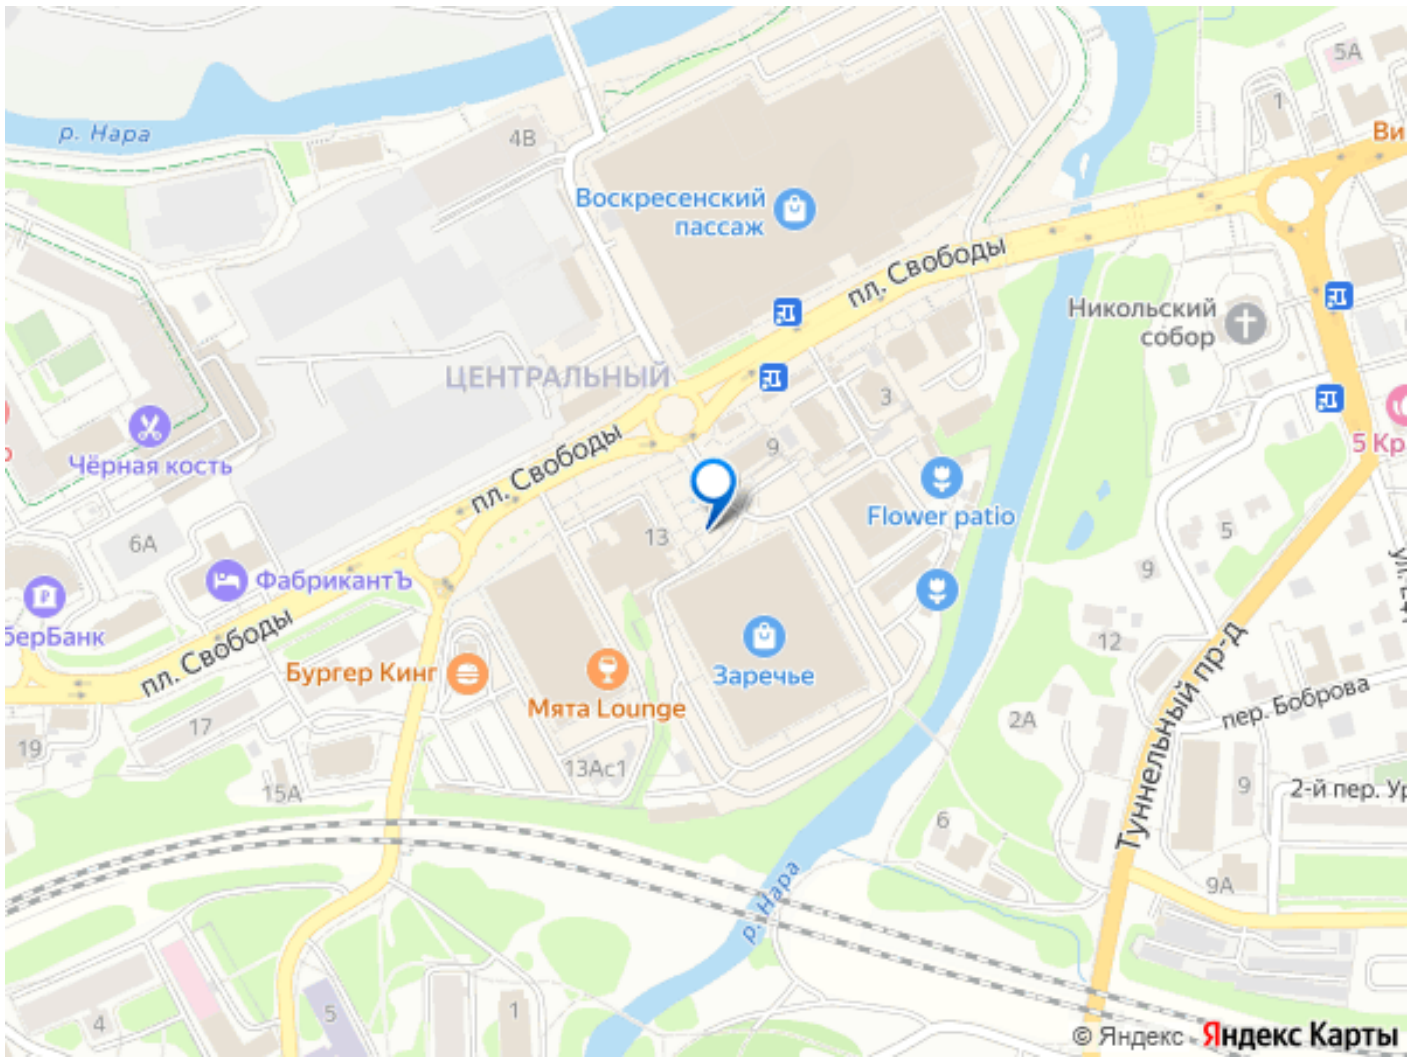 5А
1
4В
р. Нара
Ви
Воскресенский
пассаж
пл. Свободы
Никольский
собор
ЦЕНТРАЛЬНЫЙ
3
5 Кр
Чёрная кость
пл. Свободы
9
Flower patio
13
6А
5
9
ФабрикантЪ
берБанк
пл. Свободы
12
Бургер Кинг
Заречье
Мята Lounge
Туннельный пр-д
пер. Боброва
2А
17
19
13Ас1
15А
9
2-й пер. Ур
6
9А
р. Нара
1
5
4
© Яндекс - Яндекс Карты